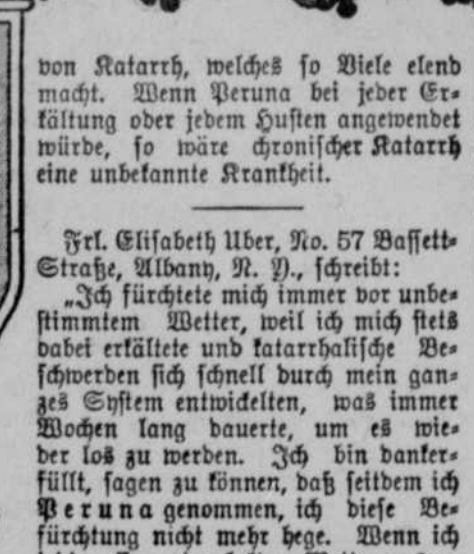 von Katarrh, welches so Viele elend
macht. Wenn Peruna bei jeder Er-
kältung oder jedem Husten angewendet
würde, so wäre chronischer Katarrh
eine unbekannte Krankheit.
Frl. Elisabeth Uber, No. 57 Bassett-
Straße, Albany, N. Y., schreibt:
„Ich fürchtete mich immer vor unbe-
stimmtem Wetter, weil ich mich stets
dabei erkältete und katarrhalische Be-
schwerden sich schnell durch mein gan-
zes System entwickelten, was immer
Wochen lang dauerte, um es wie-
der los zu werden. Ich bin danker-
füllt, sagen zu können, daß seitdem ich
Peruna genommen, ich diese Be-
fürchtung nicht mehr hege. Wenn ich